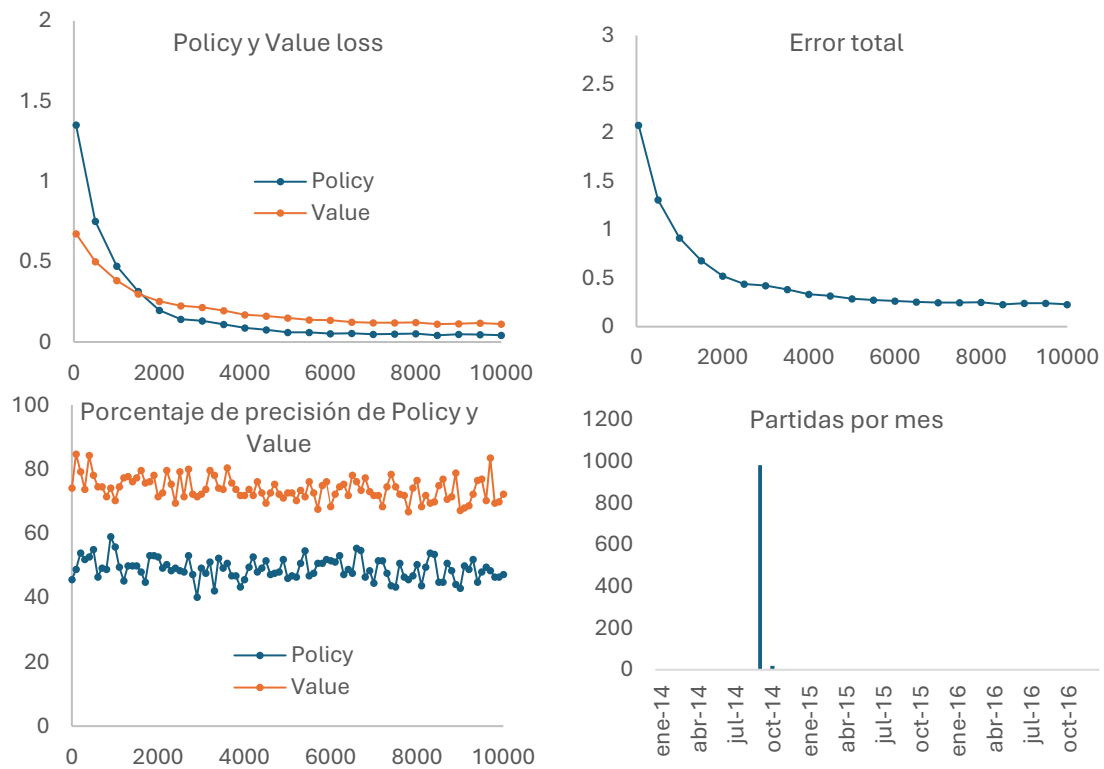 Policy y Value loss
2
1.5
1
0.5
0
Policy
Value
0 2000 4000 6000 8000 10000
Error total
3
2.5
2
1.5
1
0.5
0
0 2000 4000 6000 8000 10000
Porcentaje de precisión de Policy y
Value
100
80
60
40
20
0
Policy
Value
0 2000 4000 6000 8000 10000
Partidas por mes
1200
1000
800
600
400
200
0
ene-14
abr-14
jul-14
oct-14
ene-15
abr-15
jul-15
oct-15
ene-16
abr-16
jul-16
oct-16